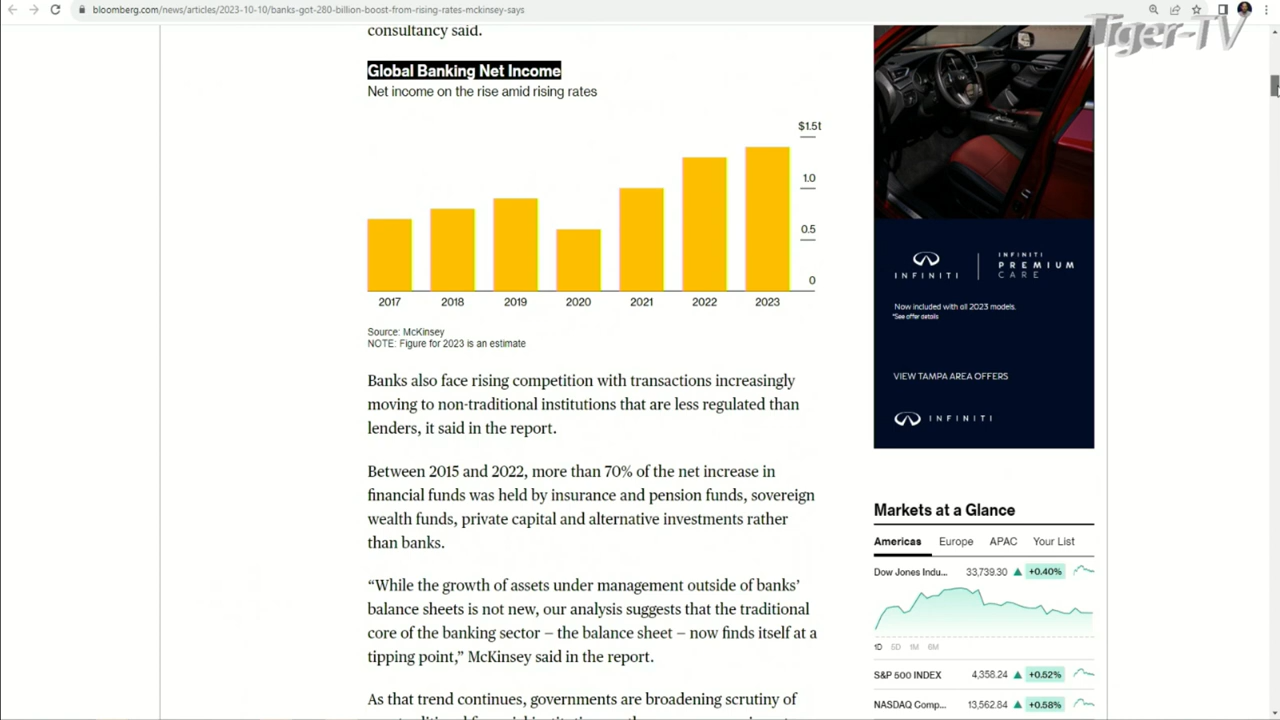 bloomberg.com/news/articles/2023-10-10/banks-got-280-billion-boost-from-rising-rates-mckinsey-says
Tiger-TV
consultancy said.
Global Banking Net Income
Net income on the rise amid rising rates
$1.5t
1.0
0.5
0
2017 2018 2019 2020 2021 2022 2023
Source: McKinsey
NOTE: Figure for 2023 is an estimate
Banks also face rising competition with transactions increasingly
moving to non-traditional institutions that are less regulated than
lenders, it said in the report.
Between 2015 and 2022, more than 70% of the net increase in
financial funds was held by insurance and pension funds, sovereign
wealth funds, private capital and alternative investments rather
than banks.
“While the growth of assets under management outside of banks’
balance sheets is not new, our analysis suggests that the traditional
core of the banking sector – the balance sheet – now finds itself at a
tipping point,” McKinsey said in the report.
As that trend continues, governments are broadening scrutiny of
INFINITI
INFINITI
PREMIUM
CARE
Now included with all 2023 models.
*See offer details
VIEW TAMPA AREA OFFERS
INFINITI
Markets at a Glance
Americas Europe APAC Your List
Dow Jones Indu... 33,739.30 ▲ +0.40%
1D 5D 1M 6M
S&P 500 INDEX 4,358.24 ▲ +0.52%
NASDAQ Comp... 13,562.84 ▲ +0.58%